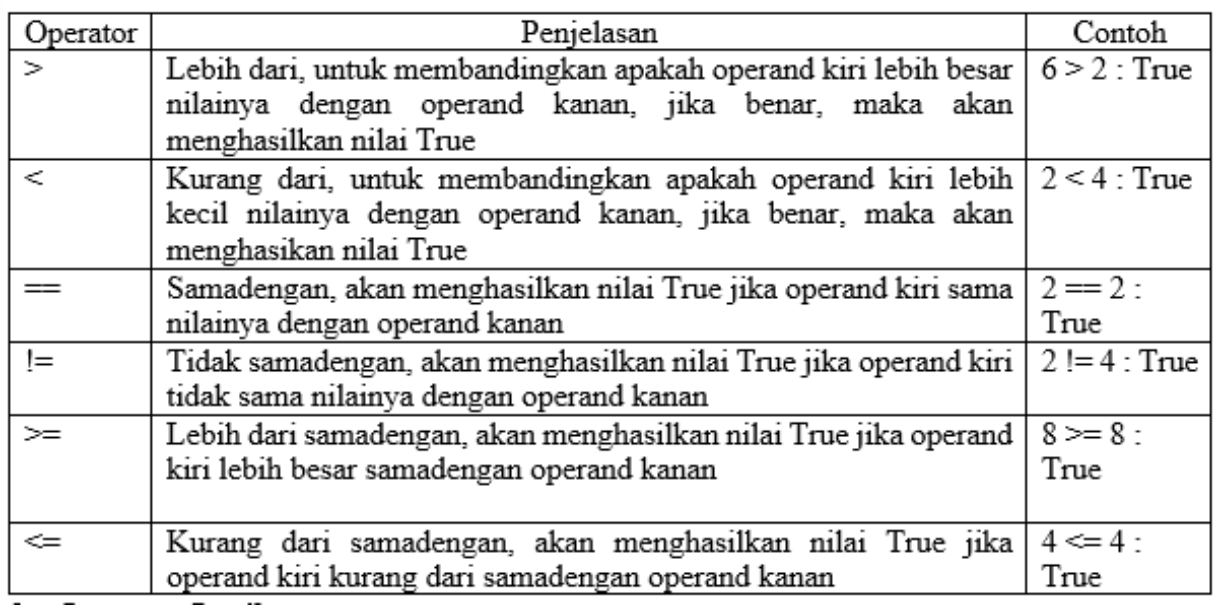 Operator Penjelasan Contoh
> Lebih dari, untuk membandingkan apakah operand kiri lebih besar 6 > 2 : True
nilainya dengan operand kanan, jika benar, maka akan
menghasilkan nilai True
< Kurang dari, untuk membandingkan apakah operand kiri lebih 2 < 4 : True
kecil nilainya dengan operand kanan, jika benar, maka akan
menghasikan nilai True
== Samadengan, akan menghasilkan nilai True jika operand kiri sama 2 == 2 :
nilainya dengan operand kanan True
!= Tidak samadengan, akan menghasilkan nilai True jika operand kiri 2 != 4 : True
tidak sama nilainya dengan operand kanan
>= Lebih dari samadengan, akan menghasilkan nilai True jika operand 8 >= 8 :
kiri lebih besar samadengan operand kanan True
<= Kurang dari samadengan, akan menghasilkan nilai True jika 4 <= 4 :
operand kiri kurang dari samadengan operand kanan True